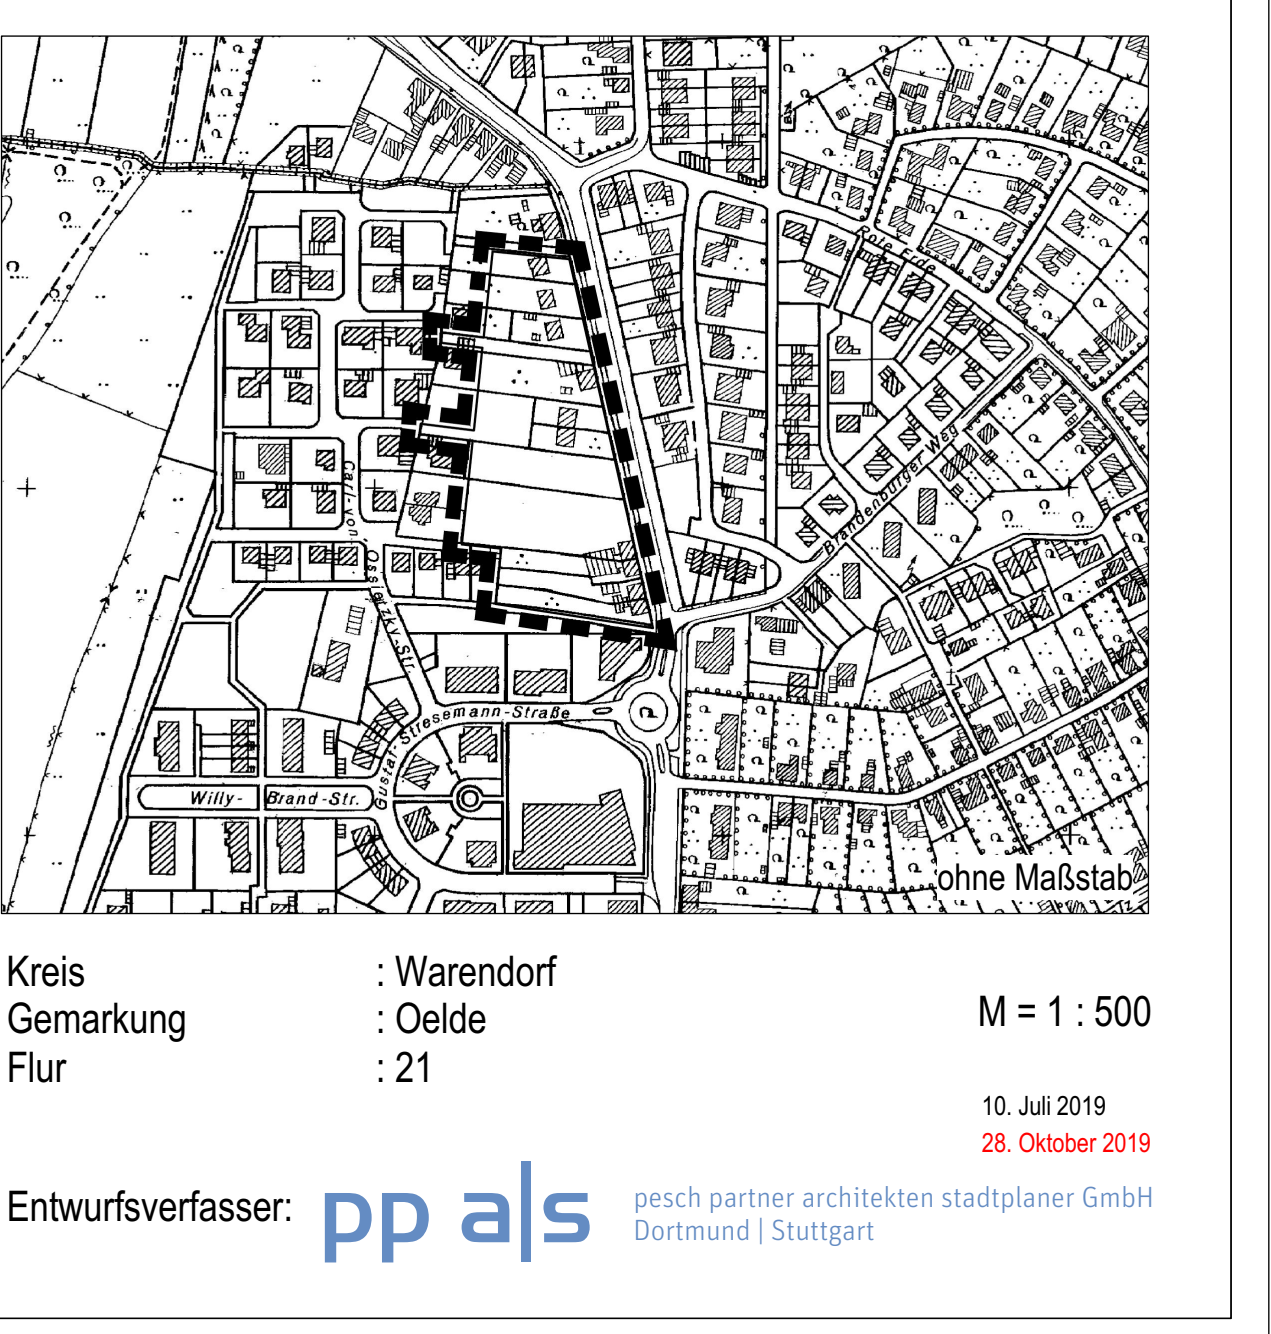 Rote Erde
Brandenburger Weg
Carl-von-Ossietzky-Str.
Gustav-Stresemann-Straße
Willy-Brand-Str.
ohne Maßstab
Kreis : Warendorf
Gemarkung : Oelde
M = 1 : 500
Flur : 21
10. Juli 2019
28. Oktober 2019
Entwurfsverfasser:
pp a|s
pesch partner architekten stadtplaner GmbH
Dortmund | Stuttgart